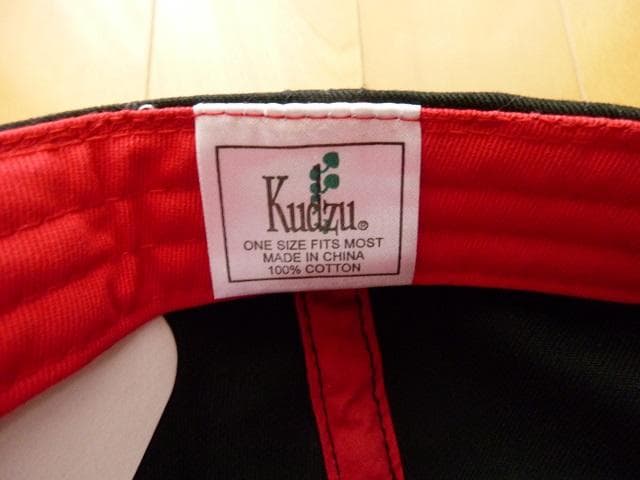 Kudzu®
ONE SIZE FITS MOST
MADE IN CHINA
100% COTTON